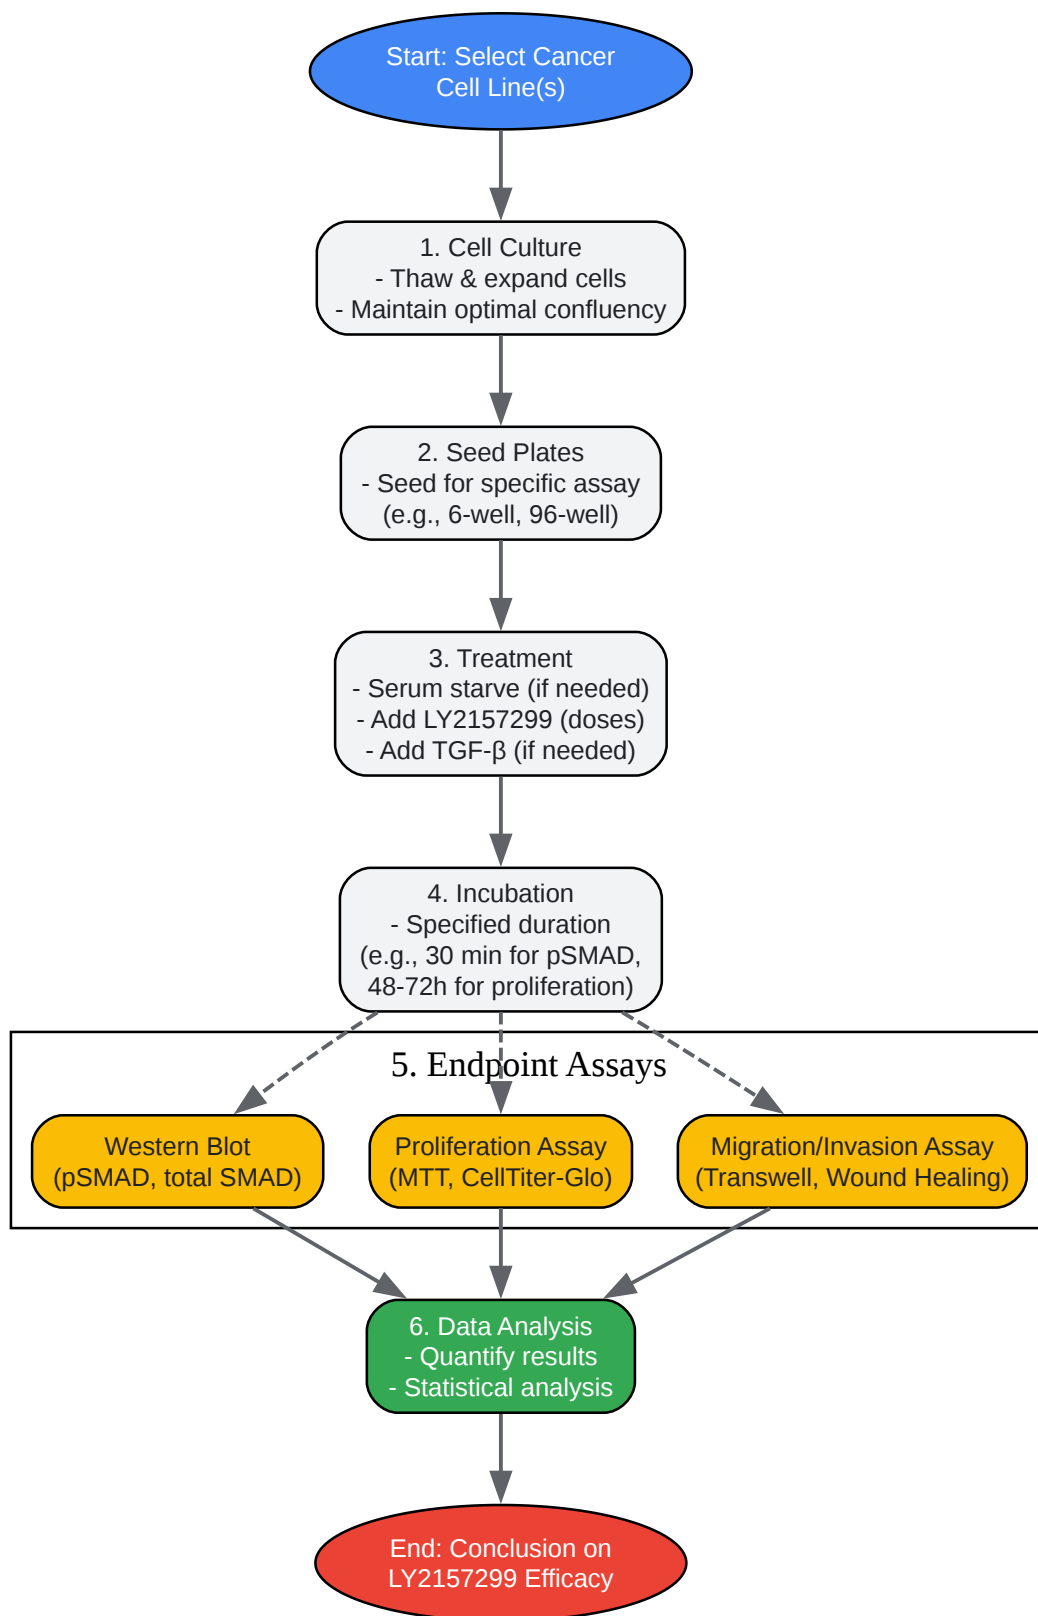 Start: Select Cancer
Cell Line(s)
1. Cell Culture
- Thaw & expand cells
- Maintain optimal confluency
2. Seed Plates
- Seed for specific assay
(e.g., 6-well, 96-well)
3. Treatment
- Serum starve (if needed)
- Add LY2157299 (doses)
- Add TGF-β (if needed)
4. Incubation
- Specified duration
(e.g., 30 min for pSMAD,
48-72h for proliferation)
5. Endpoint Assays
Western Blot
(pSMAD, total SMAD)
Proliferation Assay
(MTT, CellTiter-Glo)
Migration/Invasion Assay
(Transwell, Wound Healing)
6. Data Analysis
- Quantify results
- Statistical analysis
End: Conclusion on
LY2157299 Efficacy